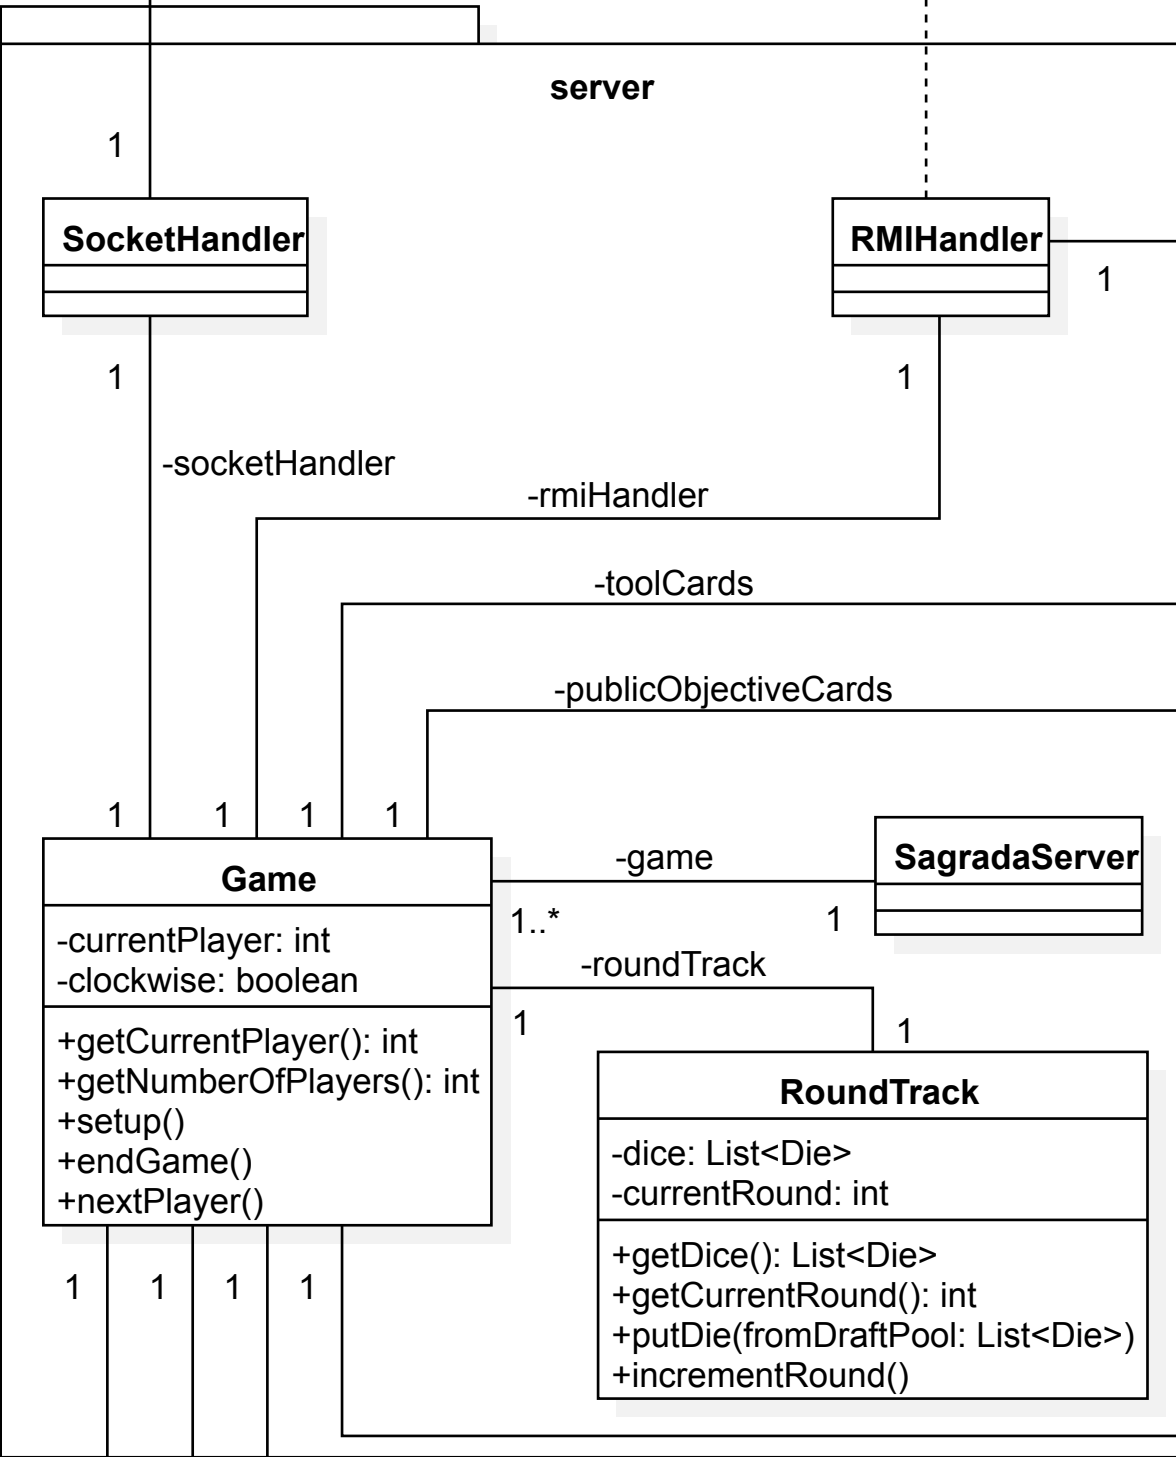 server
1
SocketHandler
RMIHandler
1
1
1
-socketHandler
-rmiHandler
-toolCards
-publicObjectiveCards
1
1
1
1
Game
-game
SagradaServer
1..*
1
-currentPlayer: int
-clockwise: boolean
-roundTrack
1
1
+getCurrentPlayer(): int
+getNumberOfPlayers(): int
+setup()
+endGame()
+nextPlayer()
RoundTrack
-dice: List<Die>
-currentRound: int
+getDice(): List<Die>
+getCurrentRound(): int
+putDie(fromDraftPool: List<Die>)
+incrementRound()
1
1
1
1